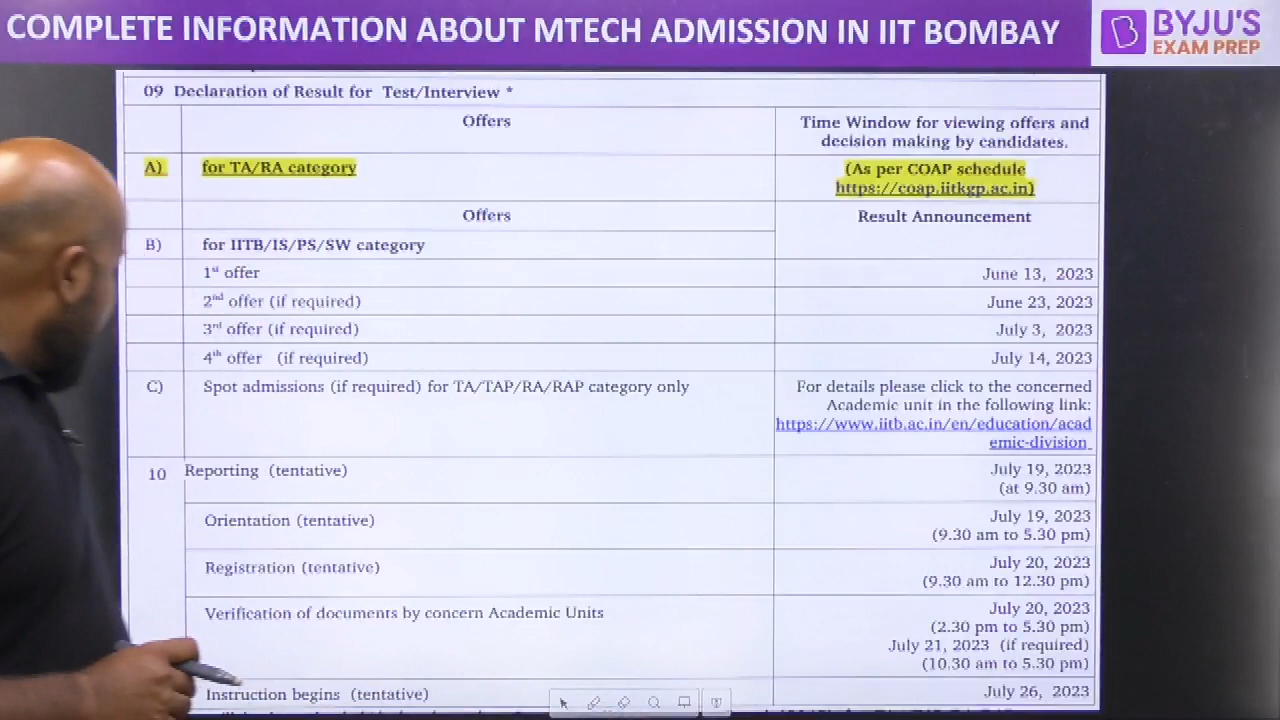 COMPLETE INFORMATION ABOUT MTECH ADMISSION IN IIT BOMBAY
BYJU'S
EXAM PREP
09 Declaration of Result for Test/Interview *
Offers
Time Window for viewing offers and
decision making by candidates.
A) for TA/RA category
(As per COAP schedule
https://coap.iitkgp.ac.in)
Offers
Result Announcement
B) for IITB/IS/PS/SW category
1st offer June 13, 2023
2nd offer (if required) June 23, 2023
3rd offer (if required) July 3, 2023
4th offer (if required) July 14, 2023
C) Spot admissions (if required) for TA/TAP/RA/RAP category only
For details please click to the concerned
Academic unit in the following link:
https://www.iitb.ac.in/en/education/acad
emic-division
10 Reporting (tentative) July 19, 2023
(at 9.30 am)
Orientation (tentative) July 19, 2023
(9.30 am to 5.30 pm)
Registration (tentative) July 20, 2023
(9.30 am to 12.30 pm)
Verification of documents by concern Academic Units July 20, 2023
(2.30 pm to 5.30 pm)
July 21, 2023 (if required)
(10.30 am to 5.30 pm)
Instruction begins (tentative) July 26, 2023